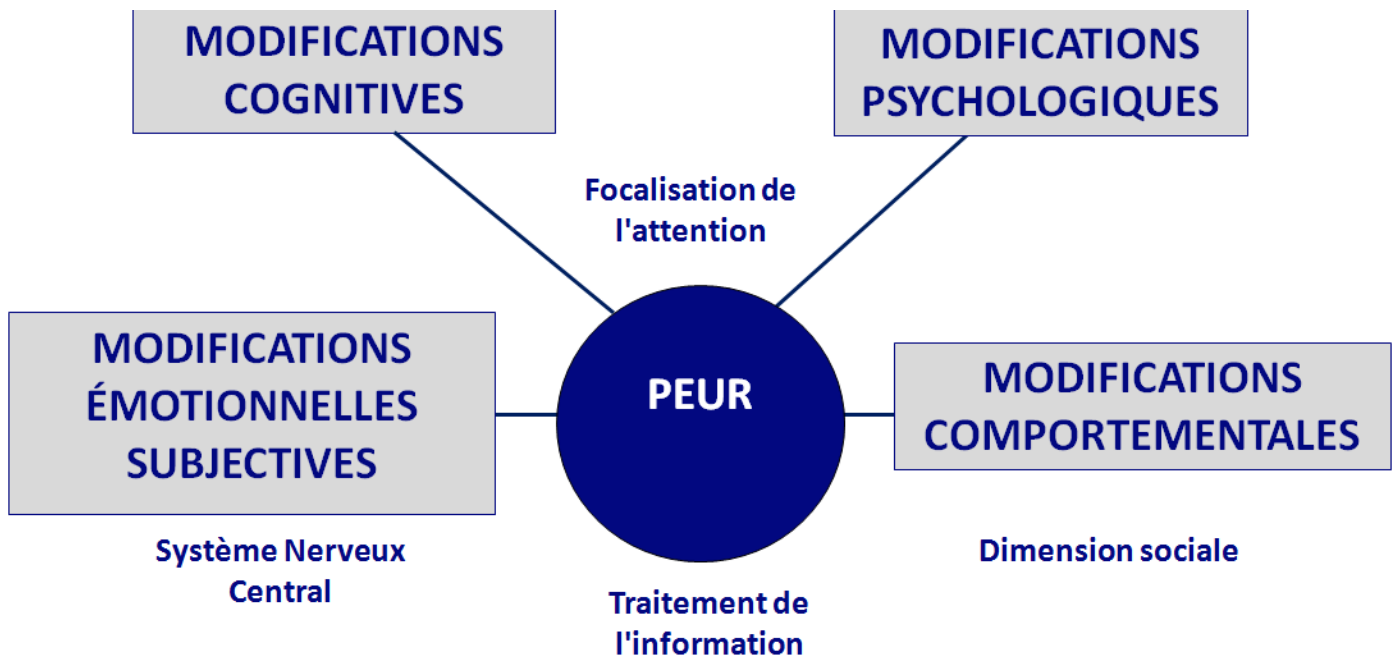 MODIFICATIONS
COGNITIVES
MODIFICATIONS
PSYCHOLOGIQUES
Focalisation de
l'attention
MODIFICATIONS
ÉMOTIONNELLES
SUBJECTIVES
PEUR
MODIFICATIONS
COMPORTEMENTALES
Système Nerveux
Central
Dimension sociale
Traitement de
l'information